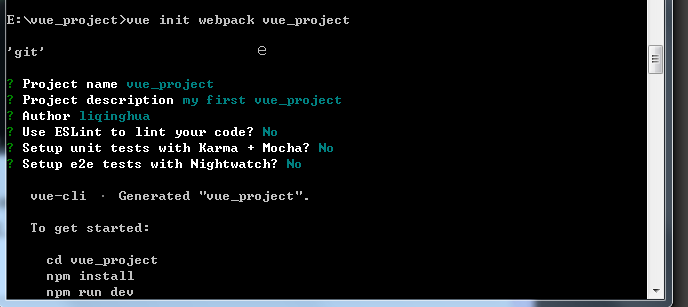 E:\vue_project>vue init webpack vue_project
'git'
? Project name vue_project
? Project description my first vue_project
? Author liqinghua
? Use ESLint to lint your code? No
? Setup unit tests with Karma + Mocha? No
? Setup e2e tests with Nightwatch? No
vue-cli · Generated "vue_project".
To get started:
cd vue_project
npm install
npm run dev